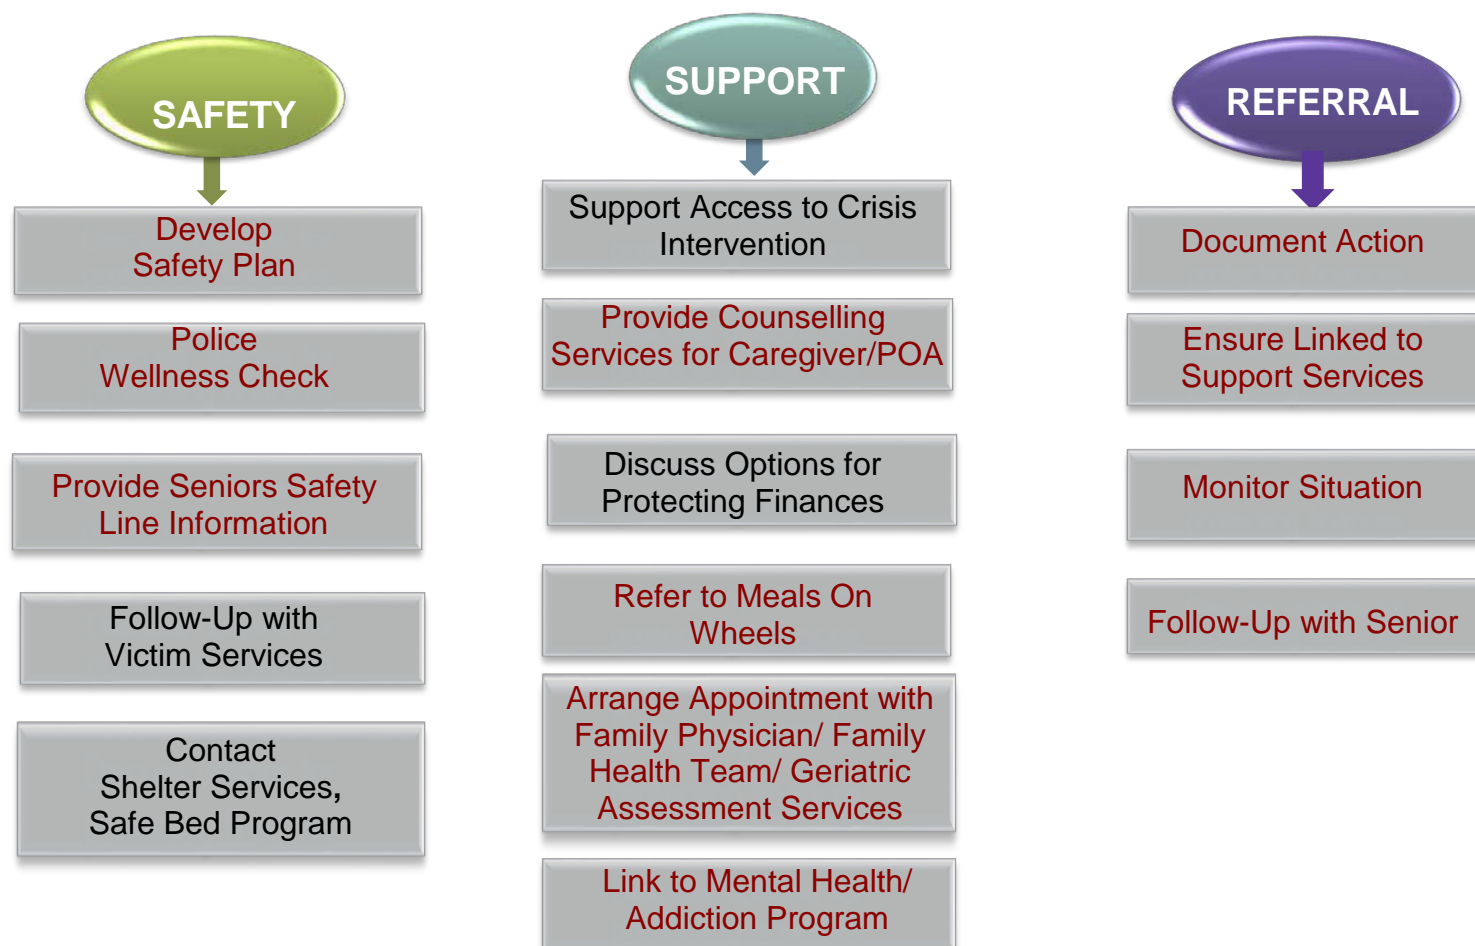 SAFETY
Develop
Safety Plan
Police
Wellness Check
Provide Seniors Safety
Line Information
Follow-Up with
Victim Services
Contact
Shelter Services,
Safe Bed Program
SUPPORT
Support Access to Crisis
Intervention
Provide Counselling
Services for Caregiver/POA
Discuss Options for
Protecting Finances
Refer to Meals On
Wheels
Arrange Appointment with
Family Physician/ Family
Health Team/ Geriatric
Assessment Services
Link to Mental Health/
Addiction Program
REFERRAL
Document Action
Ensure Linked to
Support Services
Monitor Situation
Follow-Up with Senior